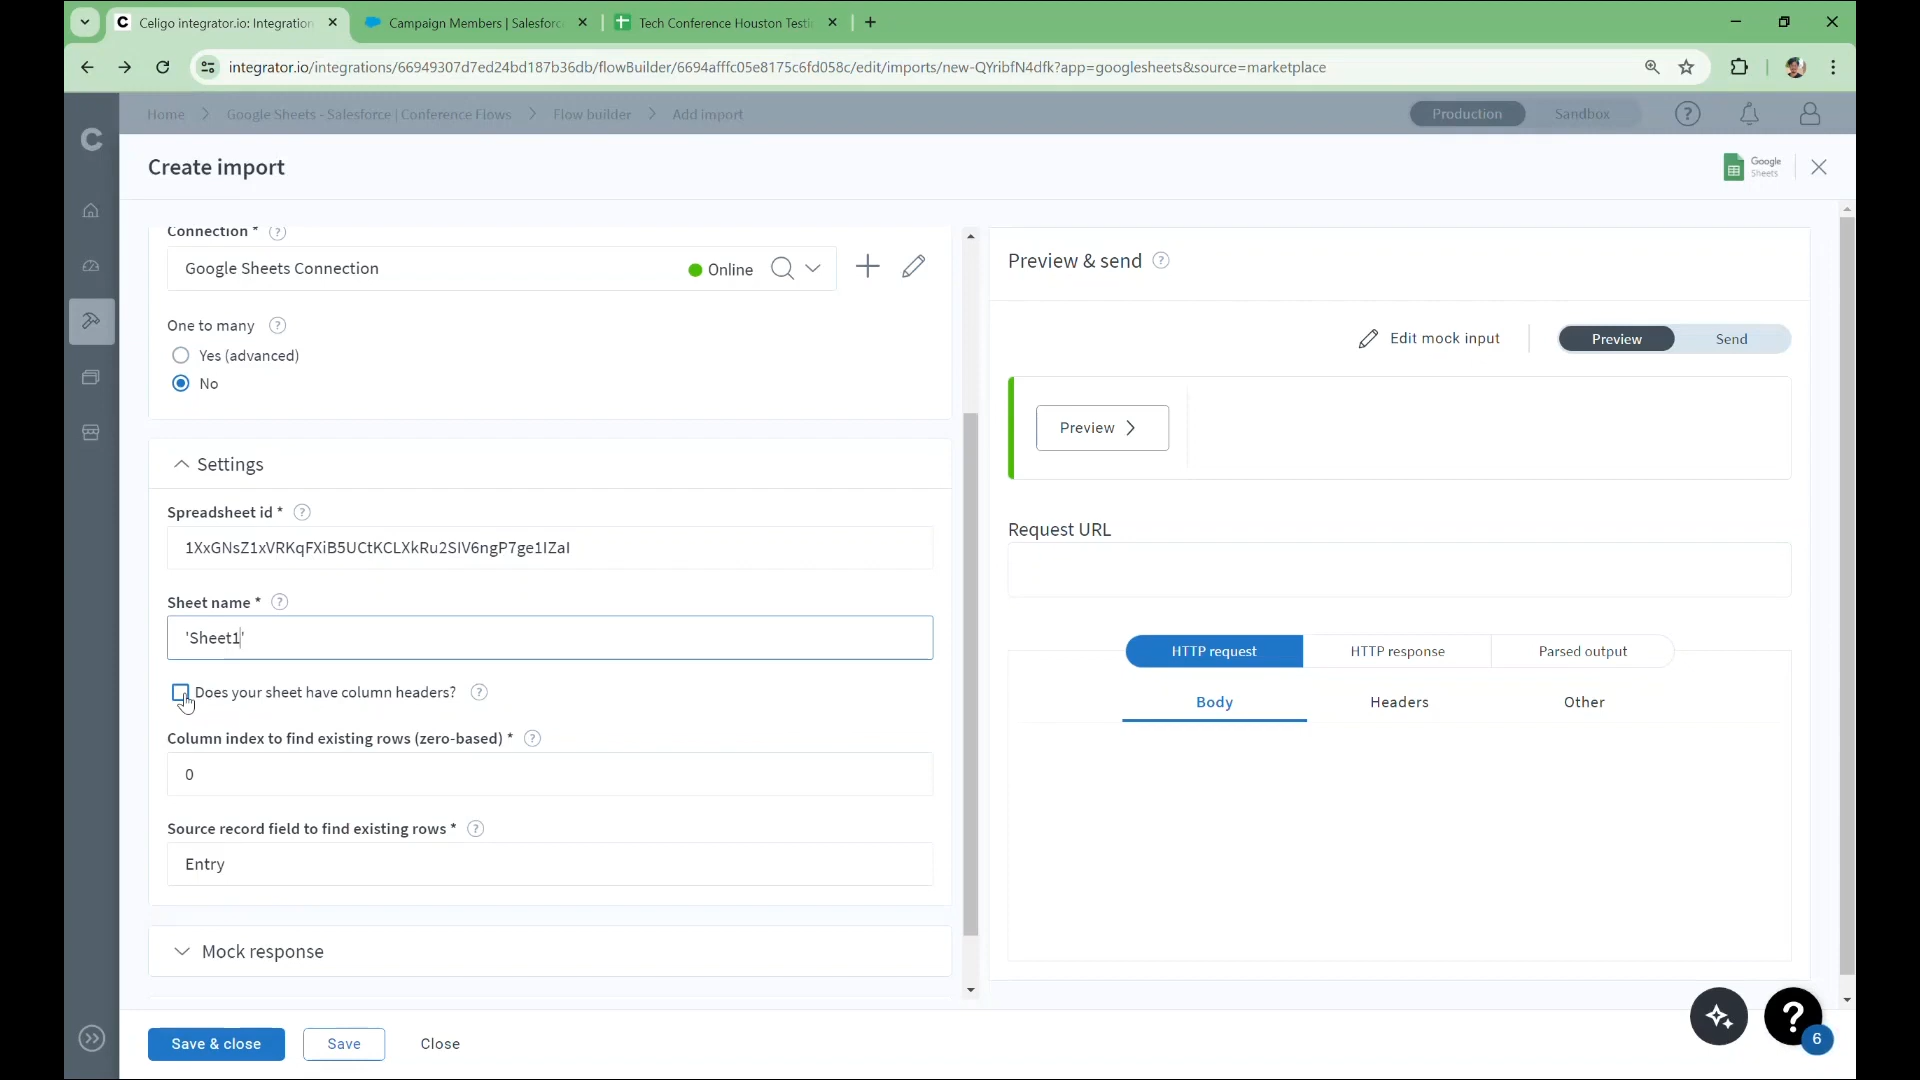 Celigo integrator.io: Integration
Campaign Members | Salesforc
Tech Conference Houston Testi
integrator.io/integrations/66949307d7ed24bd187b36db/flowBuilder/6694afffc05e8175c6fd058c/edit/imports/new-QYribfN4dfk?app=googlesheets&source=marketplace
Home
Google Sheets - Salesforce | Conference Flows
Flow builder
Add import
Production
Sandbox
Create import
Google Sheets
Connection *
Google Sheets Connection
Online
One to many
Yes (advanced)
No
Settings
Spreadsheet id *
1XxGNsZ1xVRKqFXiB5UCtKCLXkRu2SIV6ngP7ge1IZaI
Sheet name *
'Sheet1'
Does your sheet have column headers?
Column index to find existing rows (zero-based) *
0
Source record field to find existing rows *
Entry
Mock response
Preview & send
Edit mock input
Preview
Send
Preview
Request URL
HTTP request
HTTP response
Parsed output
Body
Headers
Other
Save & close
Save
Close
6